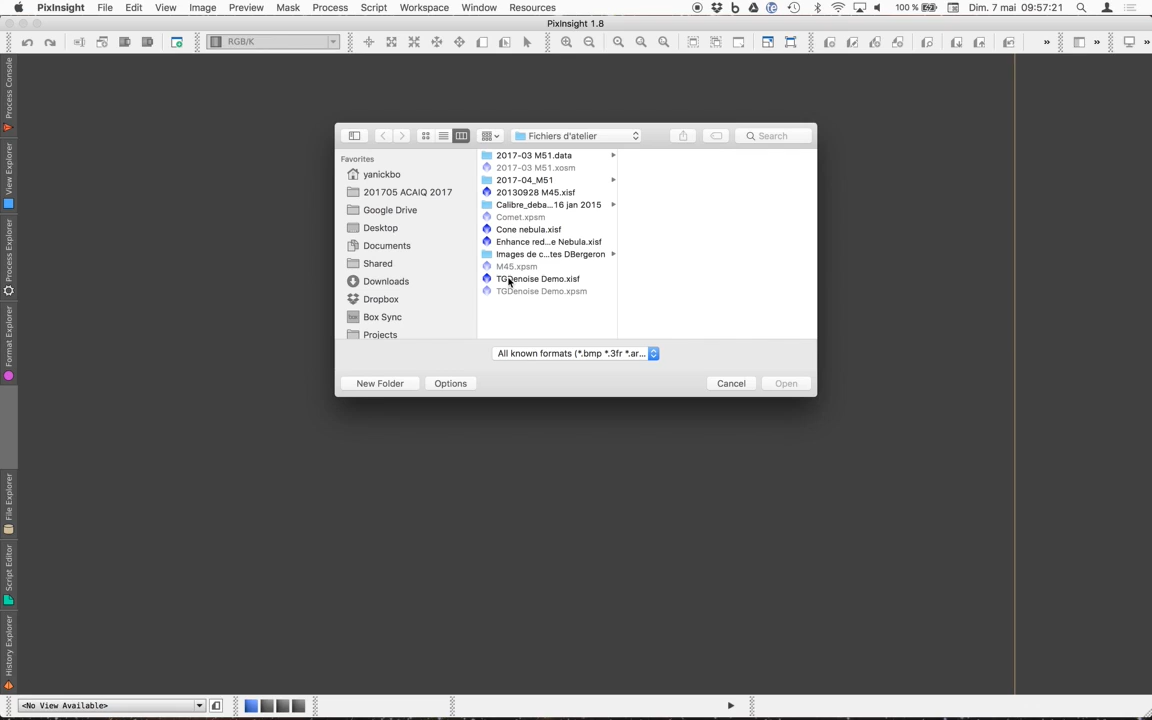 PixInsight File Edit View Image Preview Mask Process Script Workspace Window Resources 100 % Dim. 7 mai 09:57:21
PixInsight 1.8
RGB/K
Process Console
View Explorer
Process Explorer
Format Explorer
File Explorer
Script Editor
History Explorer
Fichiers d'atelier
Search
Favorites
yanickbo
201705 ACAIQ 2017
Google Drive
Desktop
Documents
Shared
Downloads
Dropbox
Box Sync
Projects
2017-03 M51.data
2017-03 M51.xosm
2017-04_M51
20130928 M45.xisf
Calibre_deba...16 jan 2015
Comet.xpsm
Cone nebula.xisf
Enhance red...e Nebula.xisf
Images de c...tes DBergeron
M45.xpsm
TGDenoise Demo.xisf
TGDenoise Demo.xpsm
All known formats (*.bmp *.3fr *.ar...
New Folder Options Cancel Open
<No View Available>